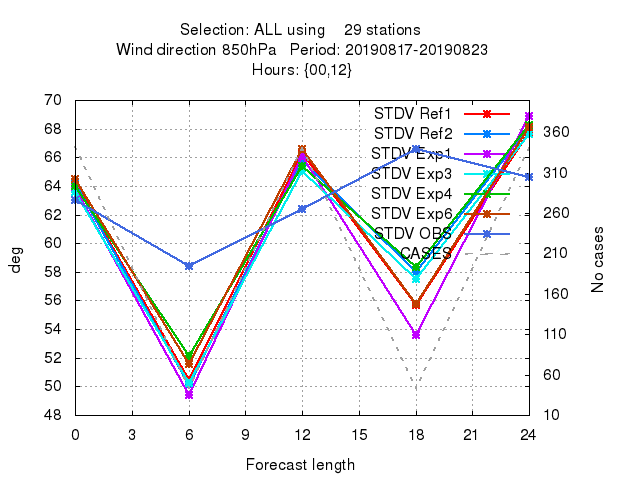 Selection: ALL using 29 stations
Wind direction 850hPa Period: 20190817-20190823
Hours: {00,12}
STDV Ref1
STDV Ref2
STDV Exp1
STDV Exp3
STDV Exp4
STDV Exp6
STDV OBS
CASES
70
68
66
64
62
60
58
56
54
52
50
48
deg
360
310
260
210
160
110
60
10
No cases
0 3 6 9 12 15 18 21 24
Forecast length